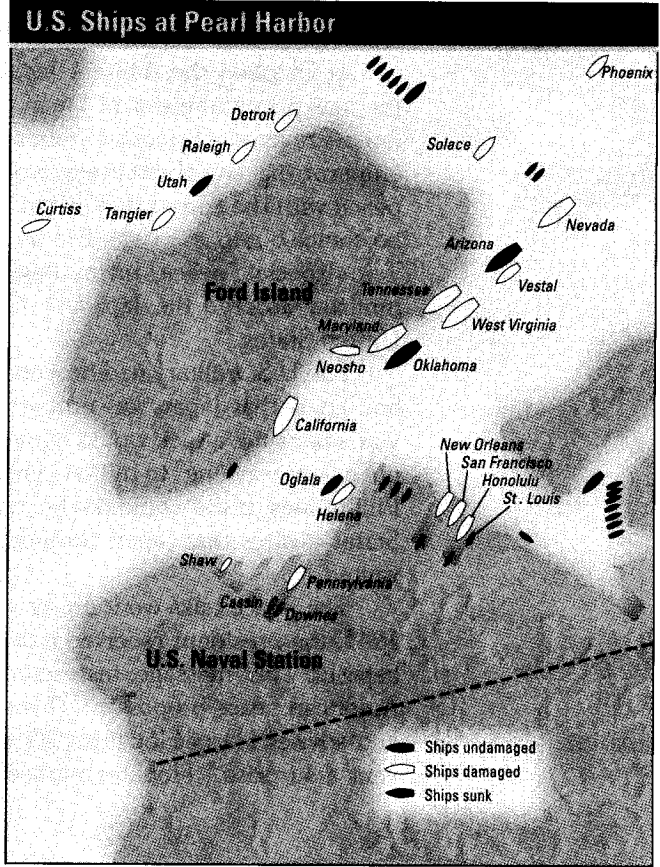 U.S. Ships at Pearl Harbor
Phoenix
Detroit
Raleigh
Solace
Utah
Curtiss
Tangier
Nevada
Arizona
Vestal
Ford Island
Tennessee
West Virginia
Maryland
Neosho
Oklahoma
California
New Orleans
San Francisco
Honolulu
St. Louis
Oglala
Helena
Shaw
Pennsylvania
Cassin
Downes
U.S. Naval Station
Ships undamaged
Ships damaged
Ships sunk